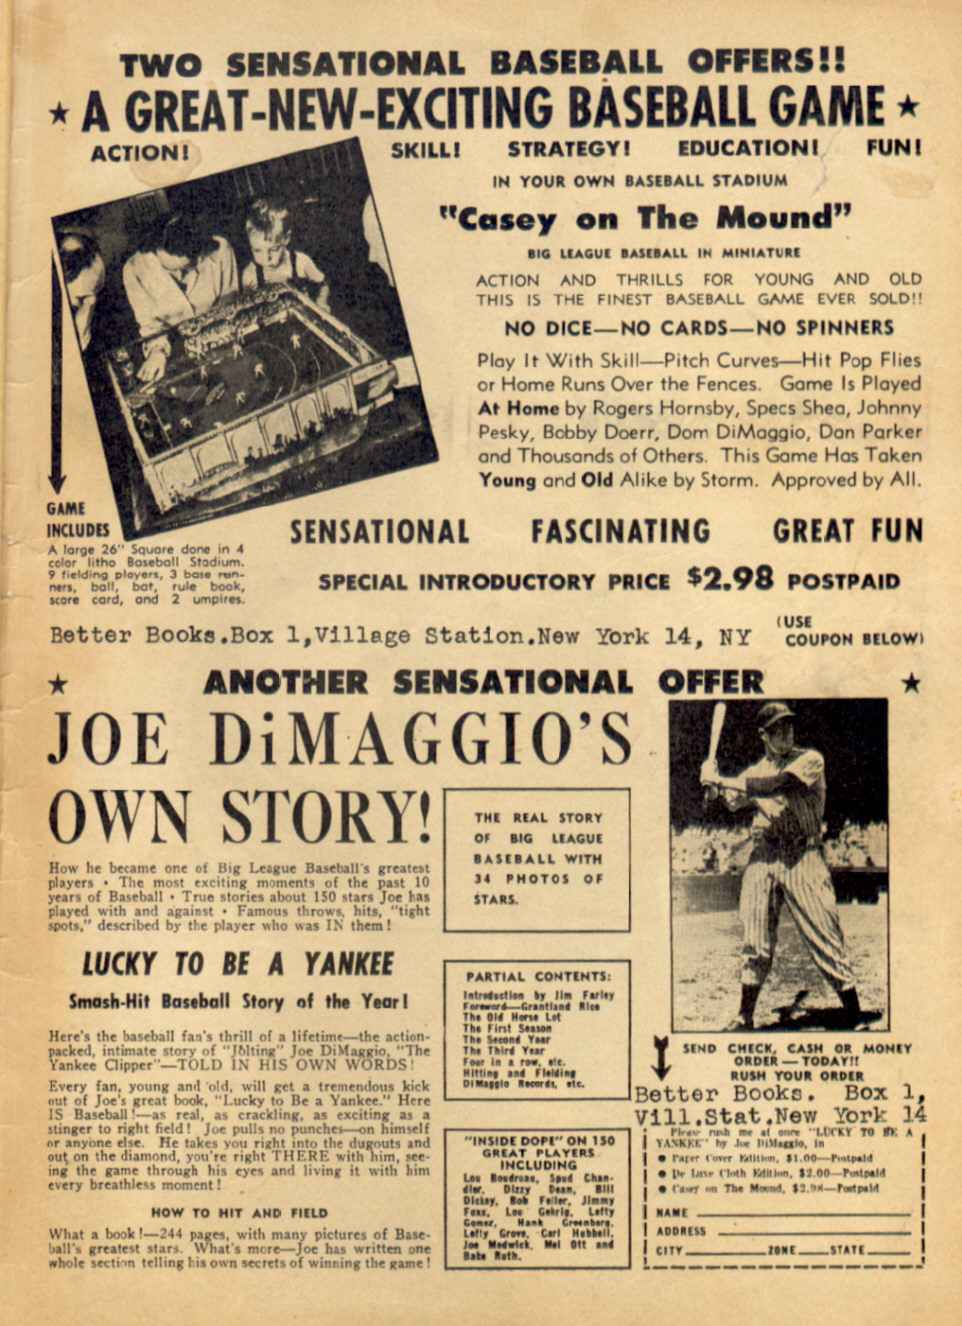 TWO SENSATIONAL BASEBALL OFFERS!!
★ A GREAT-NEW-EXCITING BASEBALL GAME ★
ACTION! SKILL! STRATEGY! EDUCATION! FUN!
IN YOUR OWN BASEBALL STADIUM
"Casey on The Mound"
BIG LEAGUE BASEBALL IN MINIATURE
ACTION AND THRILLS FOR YOUNG AND OLD
THIS IS THE FINEST BASEBALL GAME EVER SOLD!!
NO DICE—NO CARDS—NO SPINNERS
Play It With Skill—Pitch Curves—Hit Pop Flies
or Home Runs Over the Fences. Game Is Played
At Home by Rogers Hornsby, Specs Shea, Johnny
Pesky, Bobby Doerr, Dom DiMaggio, Dan Parker
and Thousands of Others. This Game Has Taken
Young and Old Alike by Storm. Approved by All.
GAME
INCLUDES
A large 26" Square done in 4
color litho Baseball Stadium.
9 fielding players, 3 base run-
ners, ball, bat, rule book,
score card, and 2 umpires.
SENSATIONAL FASCINATING GREAT FUN
SPECIAL INTRODUCTORY PRICE $2.98 POSTPAID
Better Books.Box 1,Village Station.New York 14, NY
(USE
COUPON BELOW)
★ ANOTHER SENSATIONAL OFFER ★
JOE DiMAGGIO'S
OWN STORY!
THE REAL STORY
OF BIG LEAGUE
BASEBALL WITH
34 PHOTOS OF
STARS.
How he became one of Big League Baseball's greatest
players • The most exciting moments of the past 10
years of Baseball • True stories about 150 stars Joe has
played with and against • Famous throws, hits, "tight
spots," described by the player who was IN them!
LUCKY TO BE A YANKEE
Smash-Hit Baseball Story of the Year!
Here's the baseball fan's thrill of a lifetime—the action-
packed, intimate story of "Jolting" Joe DiMaggio, "The
Yankee Clipper"—TOLD IN HIS OWN WORDS!
Every fan, young and old, will get a tremendous kick
out of Joe's great book, "Lucky to Be a Yankee." Here
IS Baseball!—as real, as crackling, as exciting as a
stinger to right field! Joe pulls no punches—on himself
or anyone else. He takes you right into the dugouts and
out on the diamond, you're right THERE with him, see-
ing the game through his eyes and living it with him
every breathless moment!
HOW TO HIT AND FIELD
What a book!—244 pages, with many pictures of Base-
ball's greatest stars. What's more—Joe has written one
whole section telling his own secrets of winning the game!
PARTIAL CONTENTS:
Introduction by Jim Farley
Foreword—Grantland Rice
The Old Horse Lot
The First Season
The Second Year
The Third Year
Four in a row, etc.
Hitting and Fielding
DiMaggio Records, etc.
"INSIDE DOPE" ON 150
GREAT PLAYERS
INCLUDING
Lou Boudreau, Spud Chan-
dler, Dizzy Dean, Bill
Dickey, Bob Feller, Jimmy
Foxx, Lou Gehrig, Lefty
Gomez, Hank Greenberg,
Lefty Grove, Carl Hubbell,
Joe Medwick, Mel Ott and
Babe Ruth.
SEND CHECK, CASH OR MONEY
ORDER—TODAY!!
RUSH YOUR ORDER
Better Books. Box 1,
Vill.Stat.New York 14
Please rush me at once "LUCKY TO BE A
YANKEE" by Joe DiMaggio, in
• Paper Cover Edition, $1.00—Postpaid
• De Luxe Cloth Edition, $2.00—Postpaid
• Casey on The Mound, $2.98—Postpaid
NAME
ADDRESS
CITY ZONE STATE